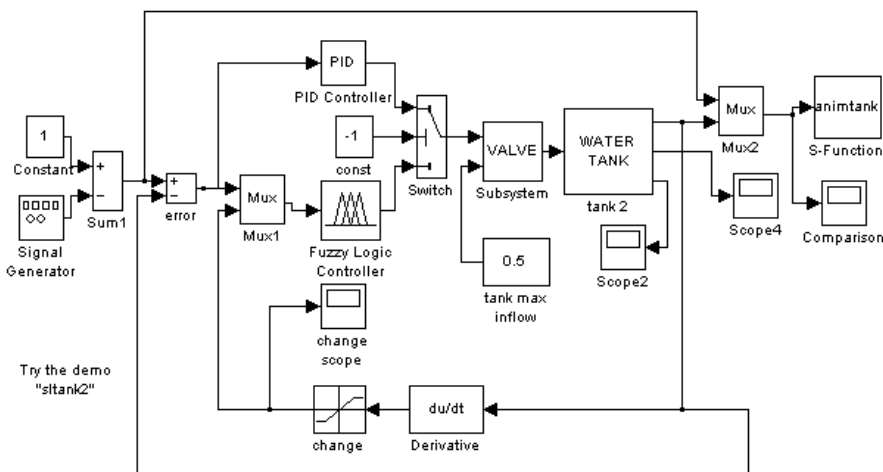 PID
PID Controller
1
Constant
-1
const
+
−
Sum1
+
−
error
Mux
Mux1
Signal
Generator
Fuzzy Logic
Controller
Switch
VALVE
Subsystem
WATER
TANK
tank 2
Mux
Mux2
animtank
S-Function
Scope4
Comparison
Scope2
0.5
tank max
inflow
change
scope
Try the demo
"sltank2"
change
du/dt
Derivative